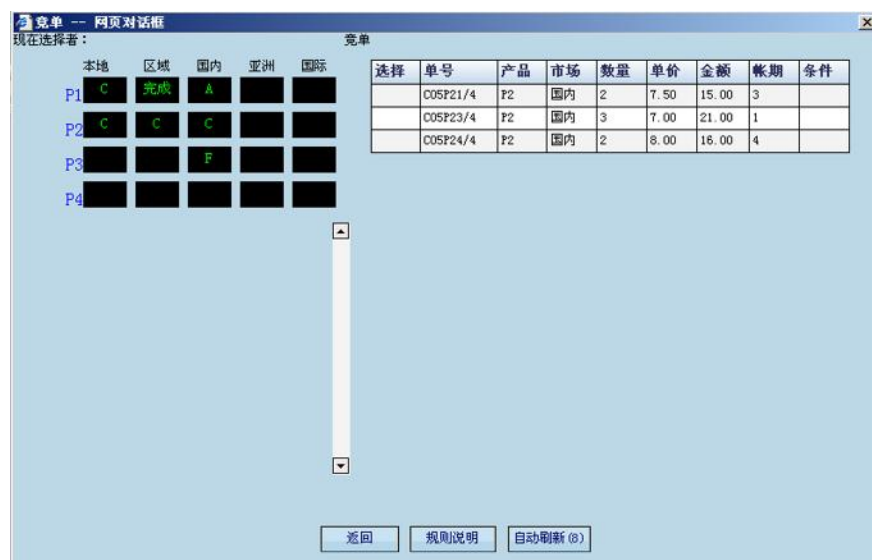 竞单 -- 网页对话框
现在选择者： 竞单
本地 区域 国内 亚洲 国际
P1 C 完成 A
P2 C C C
P3 F
P4
选择 单号 产品 市场 数量 单价 金额 帐期 条件
C05P21/4 P2 国内 2 7.50 15.00 3
C05P23/4 P2 国内 3 7.00 21.00 1
C05P24/4 P2 国内 2 8.00 16.00 4
返回 规则说明 自动刷新(8)